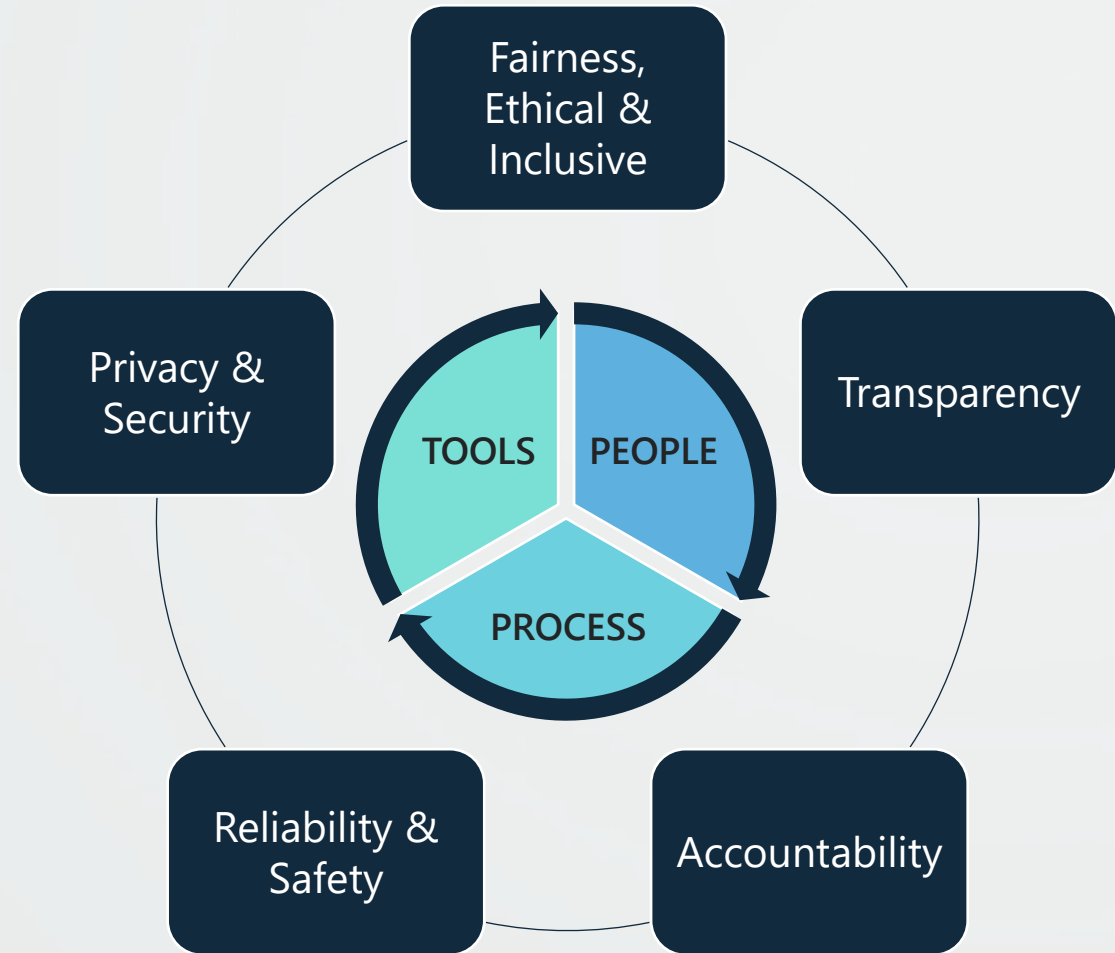 Fairness,
Ethical &
Inclusive
Privacy &
Security
Transparency
TOOLS
PEOPLE
PROCESS
Reliability &
Safety
Accountability